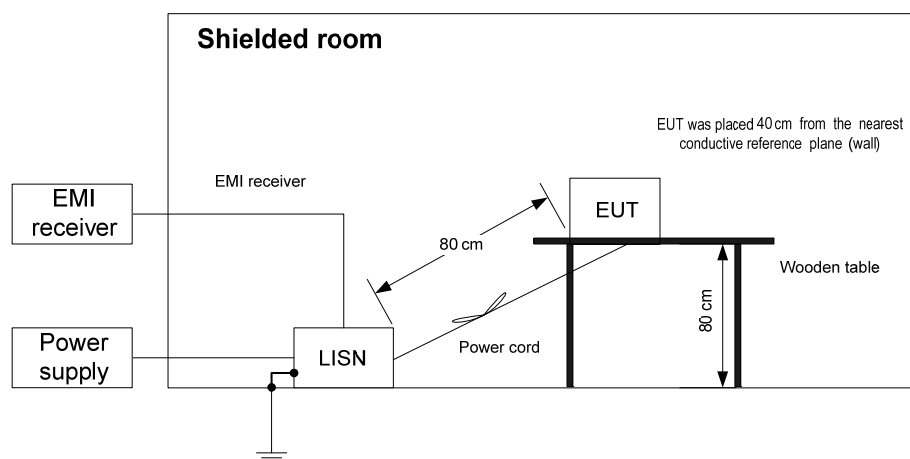 Shielded room
EUT was placed 40 cm from the nearest
conductive reference plane (wall)
EMI receiver
EMI
receiver
EUT
80 cm
Wooden table
80 cm
Power
supply
LISN
Power cord